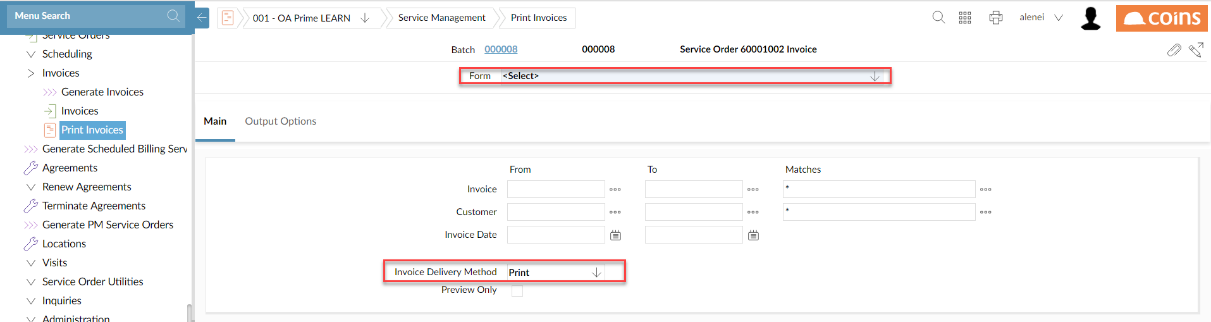 Menu Search
001 - OA Prime LEARN
Service Management
Print Invoices
alenei
coins
Service Orders
Scheduling
Invoices
Generate Invoices
Invoices
Print Invoices
Generate Scheduled Billing Serv
Agreements
Renew Agreements
Terminate Agreements
Generate PM Service Orders
Locations
Visits
Service Order Utilities
Inquiries
Administration
Batch 000008 000008 Service Order 60001002 Invoice
Form <Select>
Main Output Options
From To Matches
Invoice *
Customer *
Invoice Date
Invoice Delivery Method Print
Preview Only